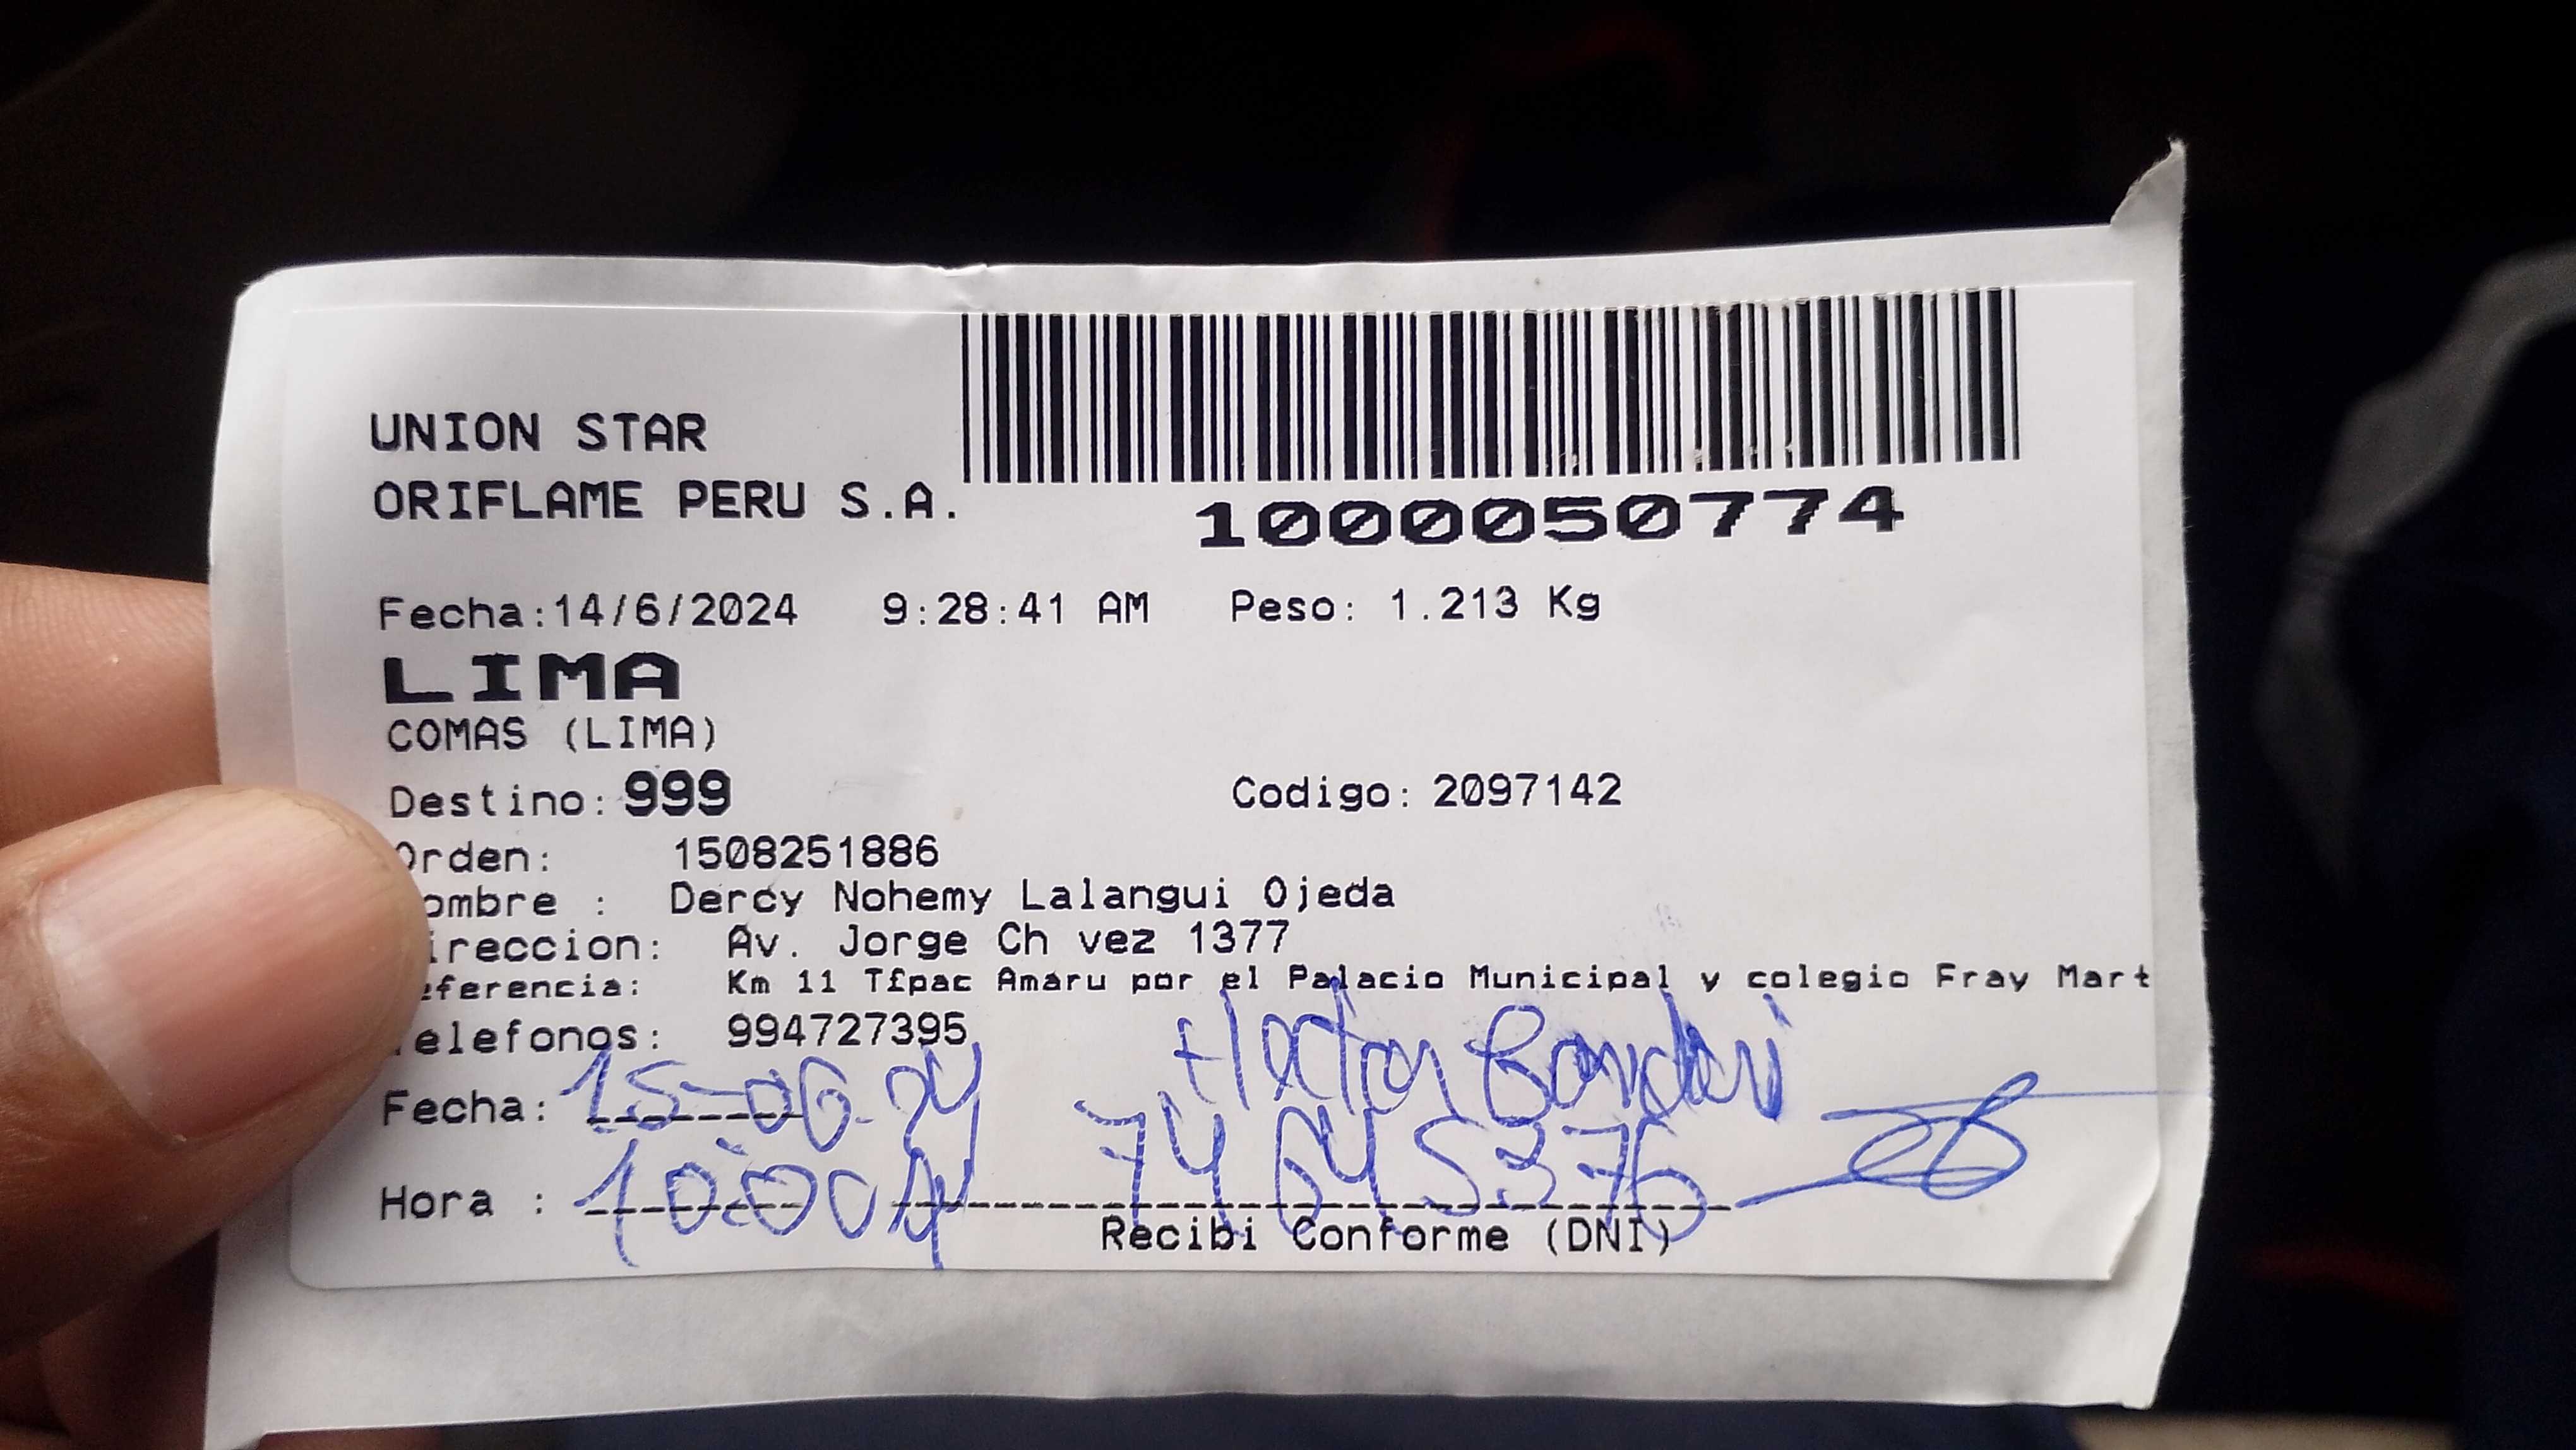 UNION STAR
ORIFLAME PERU S.A.
1000050774
Fecha:14/6/2024 9:28:41 AM Peso: 1.213 Kg
LIMA
COMAS (LIMA)
Destino: 999 Codigo: 2097142
Orden: 1508251886
ombre : Dercy Nohemy Lalangui Ojeda
ireccion: Av. Jorge Ch vez 1377
eferencia: Km 11 T£pac Amaru por el Palacio Municipal y colegio Fray Mart
elefonos: 994727395
Hector
Fecha: 15-06-24
Hora : 10:00 74645376
Recibi Conforme (DNI)